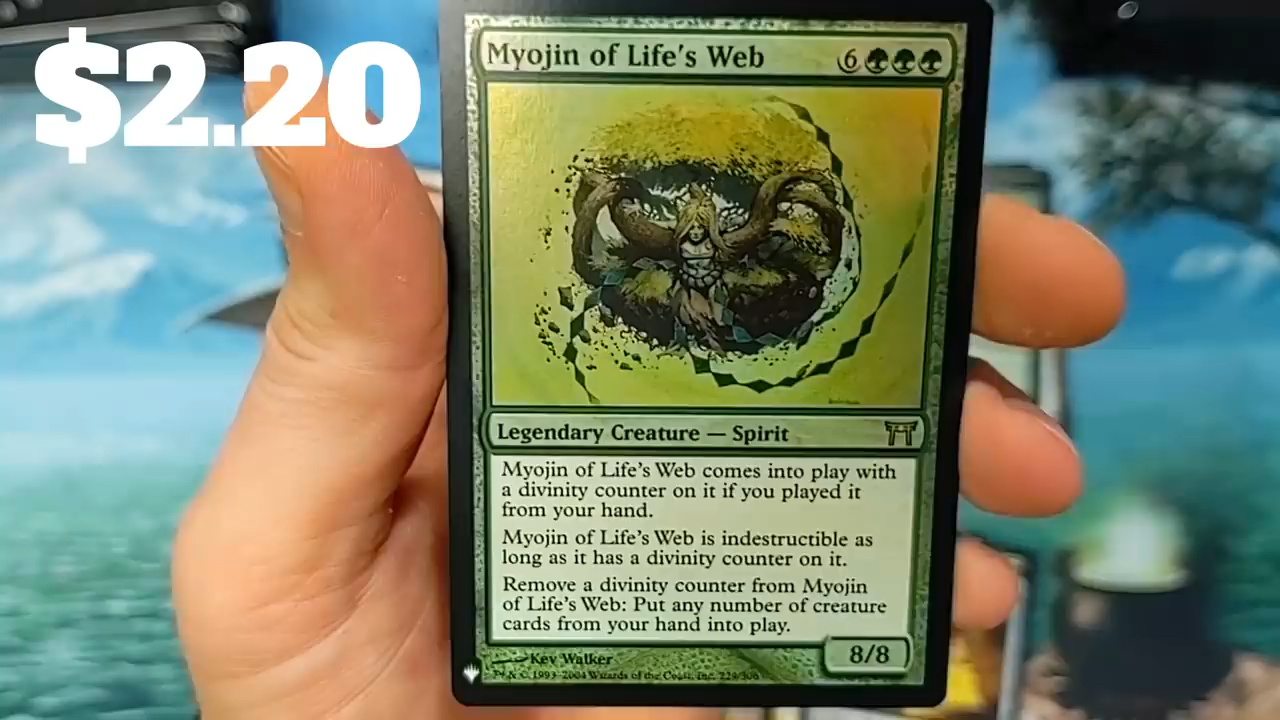 $2.20
Myojin of Life's Web 6
Legendary Creature — Spirit
Myojin of Life's Web comes into play with
a divinity counter on it if you played it
from your hand.
Myojin of Life's Web is indestructible as
long as it has a divinity counter on it.
Remove a divinity counter from Myojin
of Life's Web: Put any number of creature
cards from your hand into play.
8/8
Kev Walker
™ & © 1993–2004 Wizards of the Coast, Inc. 229/306